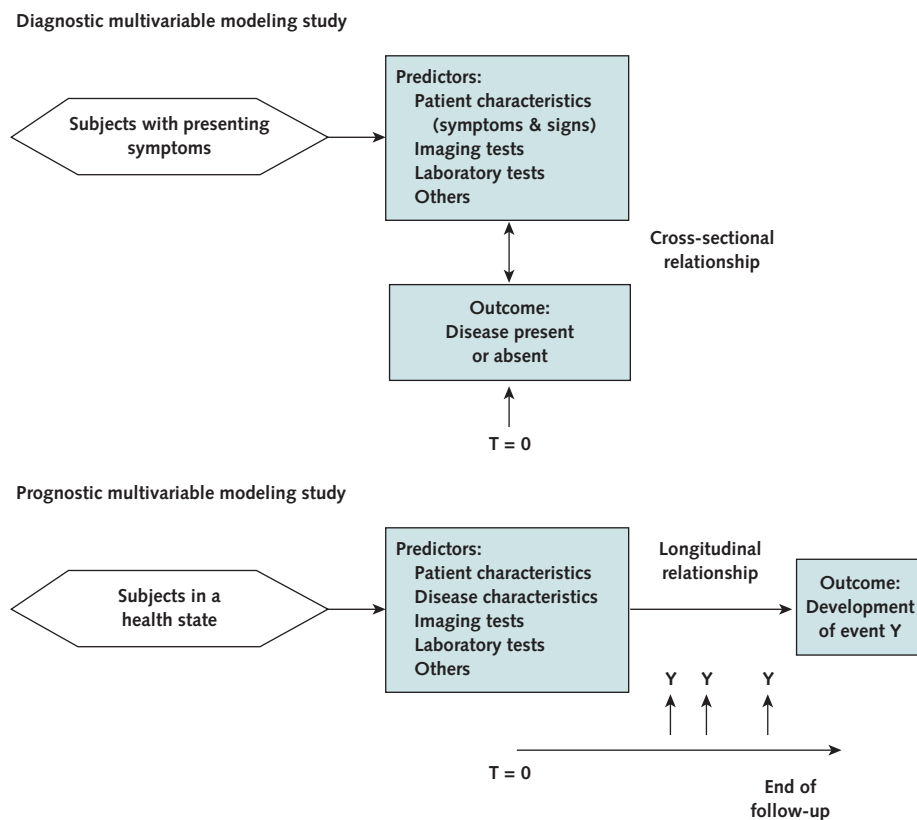 Diagnostic multivariable modeling study
Subjects with presenting
symptoms
Predictors:
Patient characteristics
(symptoms & signs)
Imaging tests
Laboratory tests
Others
Cross-sectional
relationship
Outcome:
Disease present
or absent
T = 0
Prognostic multivariable modeling study
Subjects in a
health state
Predictors:
Patient characteristics
Disease characteristics
Imaging tests
Laboratory tests
Others
Longitudinal
relationship
Outcome:
Development
of event Y
Y Y Y
T = 0
End of
follow-up